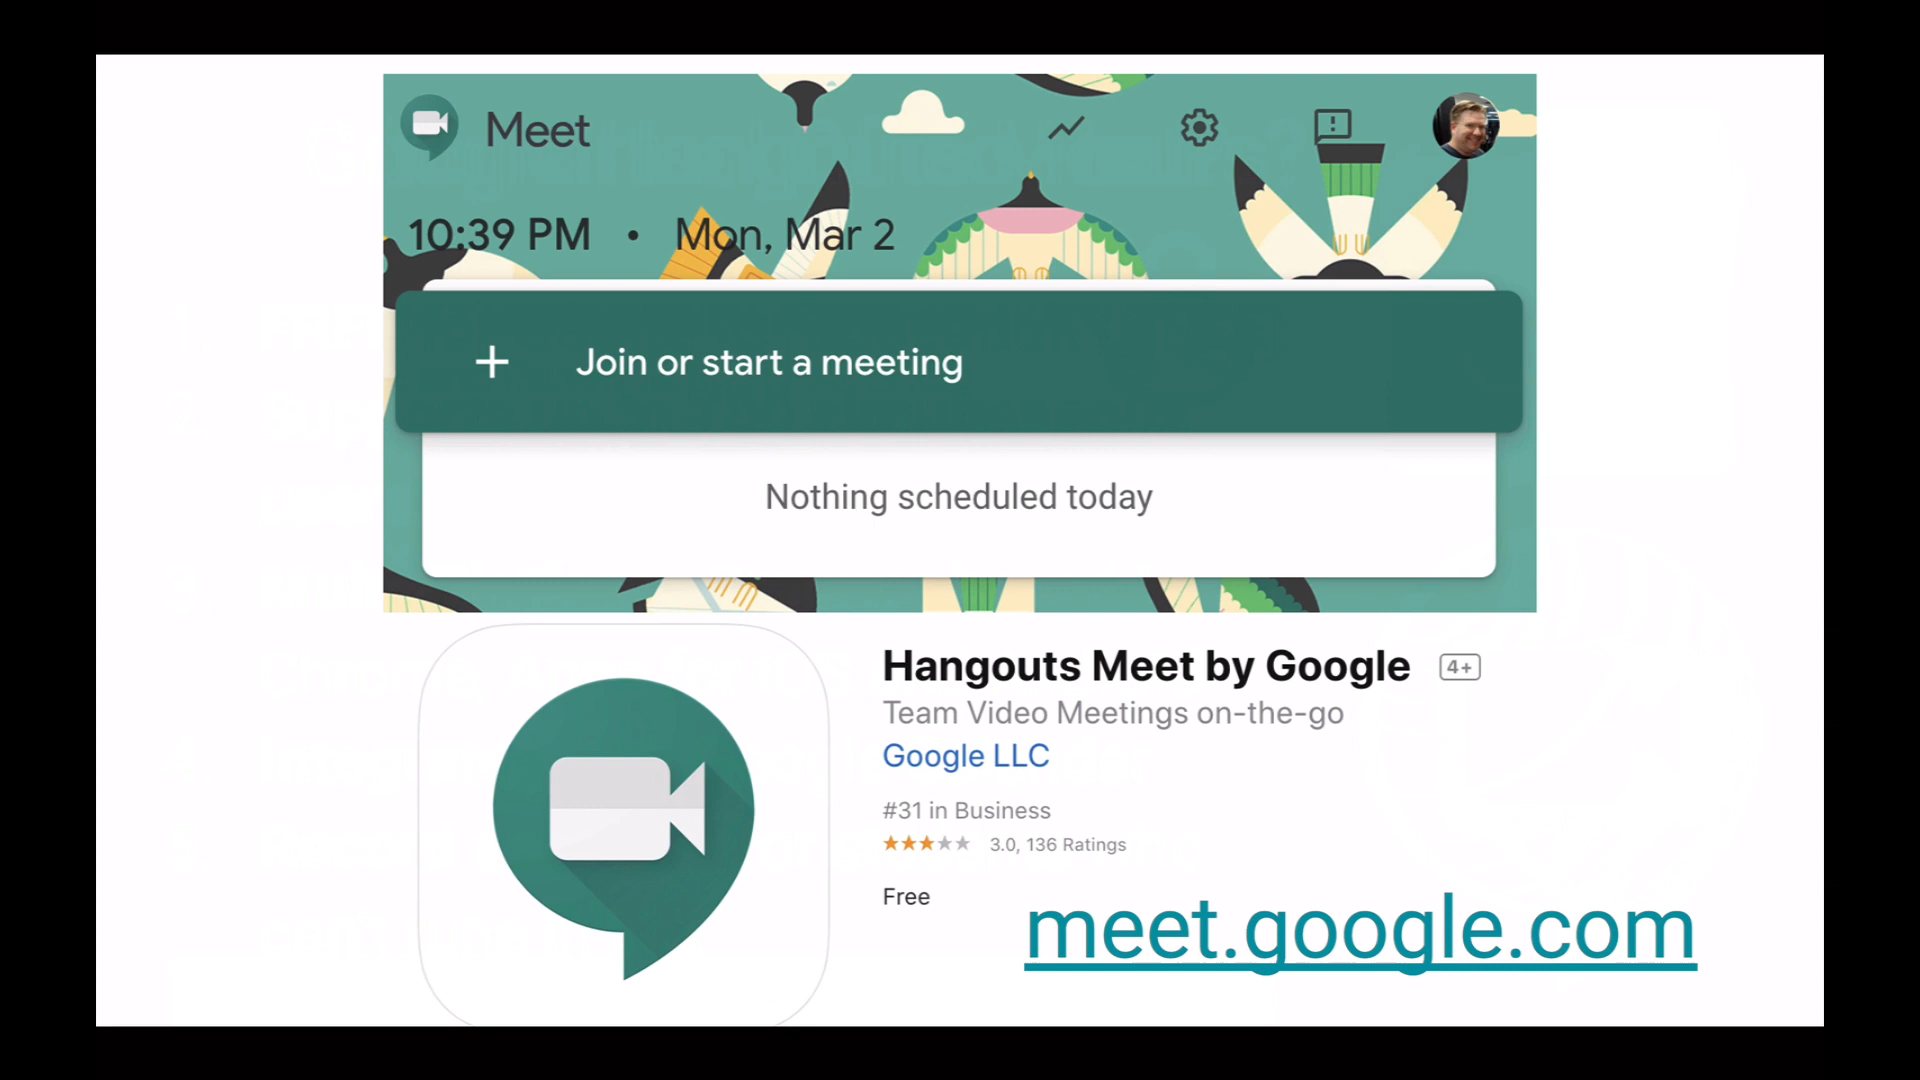 Meet
10:39 PM • Mon, Mar 2
+ Join or start a meeting
Nothing scheduled today
Hangouts Meet by Google 4+
Team Video Meetings on-the-go
Google LLC
#31 in Business
3.0, 136 Ratings
Free
meet.google.com